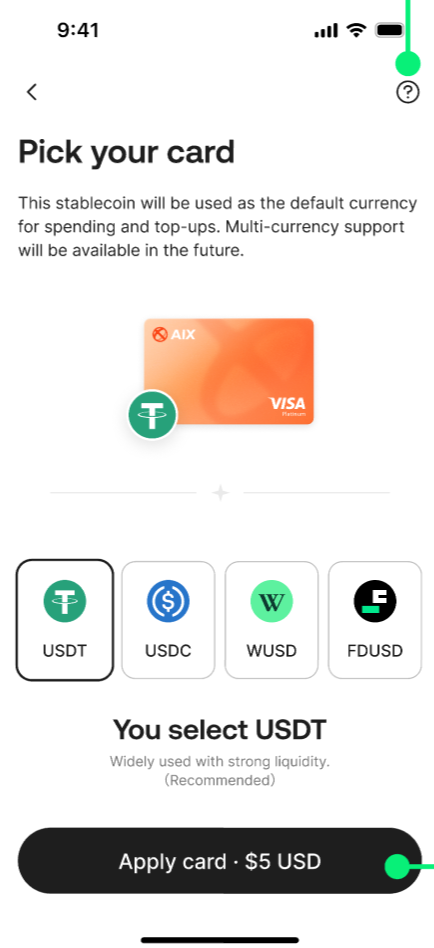 9:41
Pick your card
This stablecoin will be used as the default currency
for spending and top-ups. Multi-currency support
will be available in the future.
AIX
VISA
Platinum
USDT
USDC
WUSD
FDUSD
You select USDT
Widely used with strong liquidity.
(Recommended)
Apply card · $5 USD